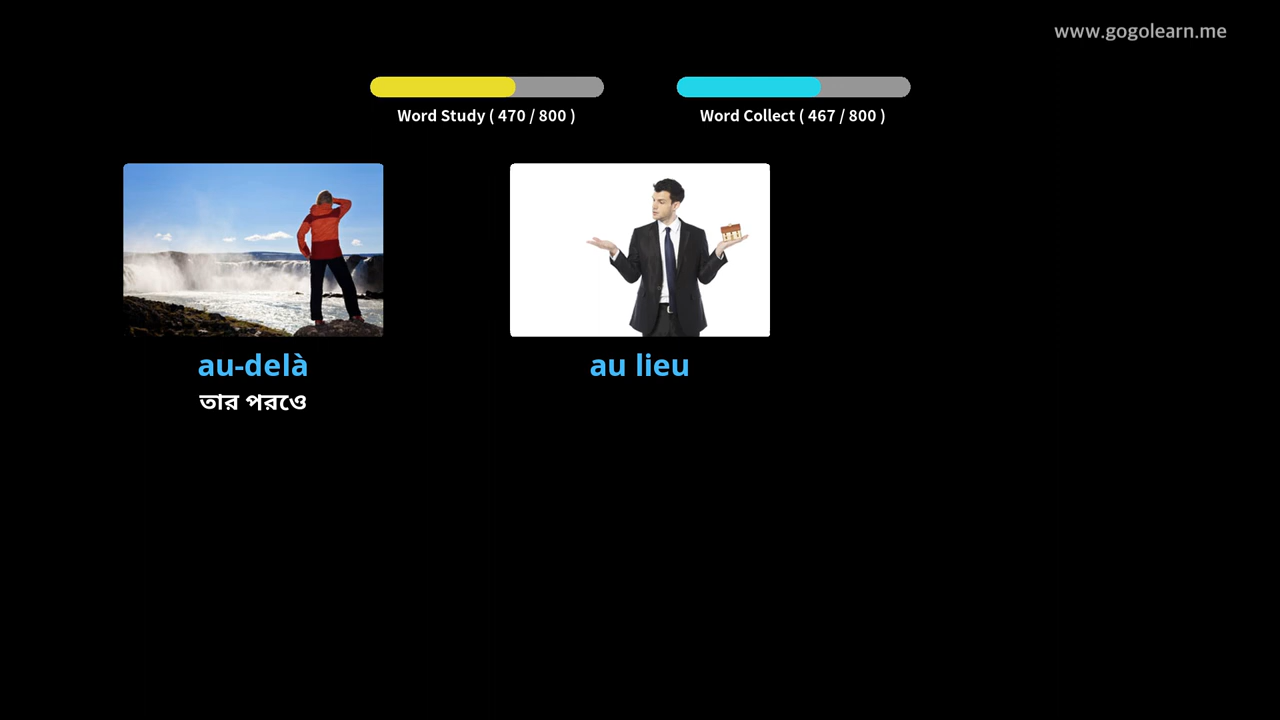 www.gogolearn.me
Word Study ( 470 / 800 )
Word Collect ( 467 / 800 )
au-delà
তার পরওে
au lieu